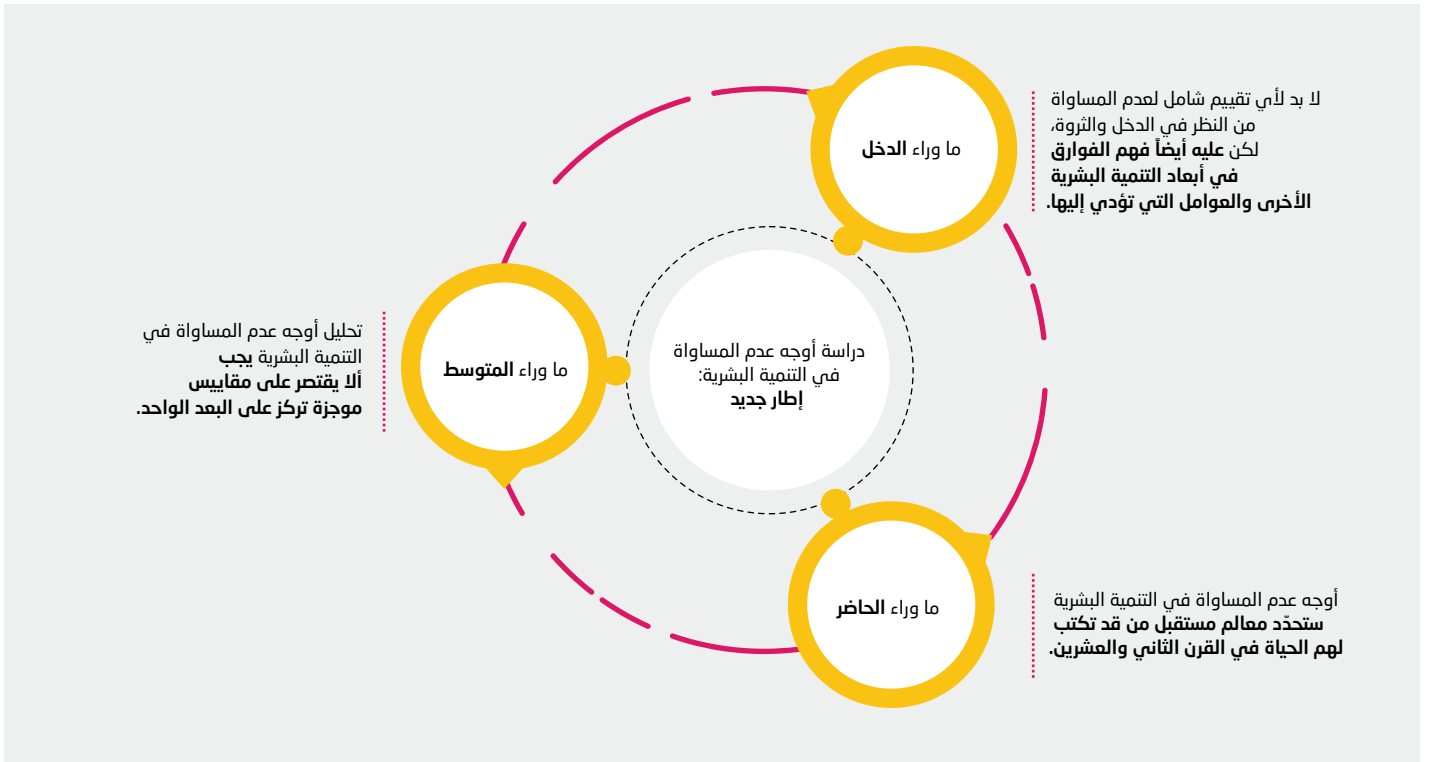 لا بد لأي تقييم شامل لعدم المساواة
من النظر في الدخل والثروة،
لكن عليه أيضاً فهم الفوارق
في أبعاد التنمية البشرية
الأخرى والعوامل التي تؤدي إليها.
ما وراء الدخل
دراسة أوجه عدم المساواة
في التنمية البشرية:
إطار جديد
ما وراء المتوسط
تحليل أوجه عدم المساواة في
التنمية البشرية يجب
ألا يقتصر على مقاييس
موجزة تركز على البعد الواحد.
ما وراء الحاضر
أوجه عدم المساواة في التنمية البشرية
ستحدّد معالم مستقبل من قد تكتب
لهم الحياة في القرن الثاني والعشرين.